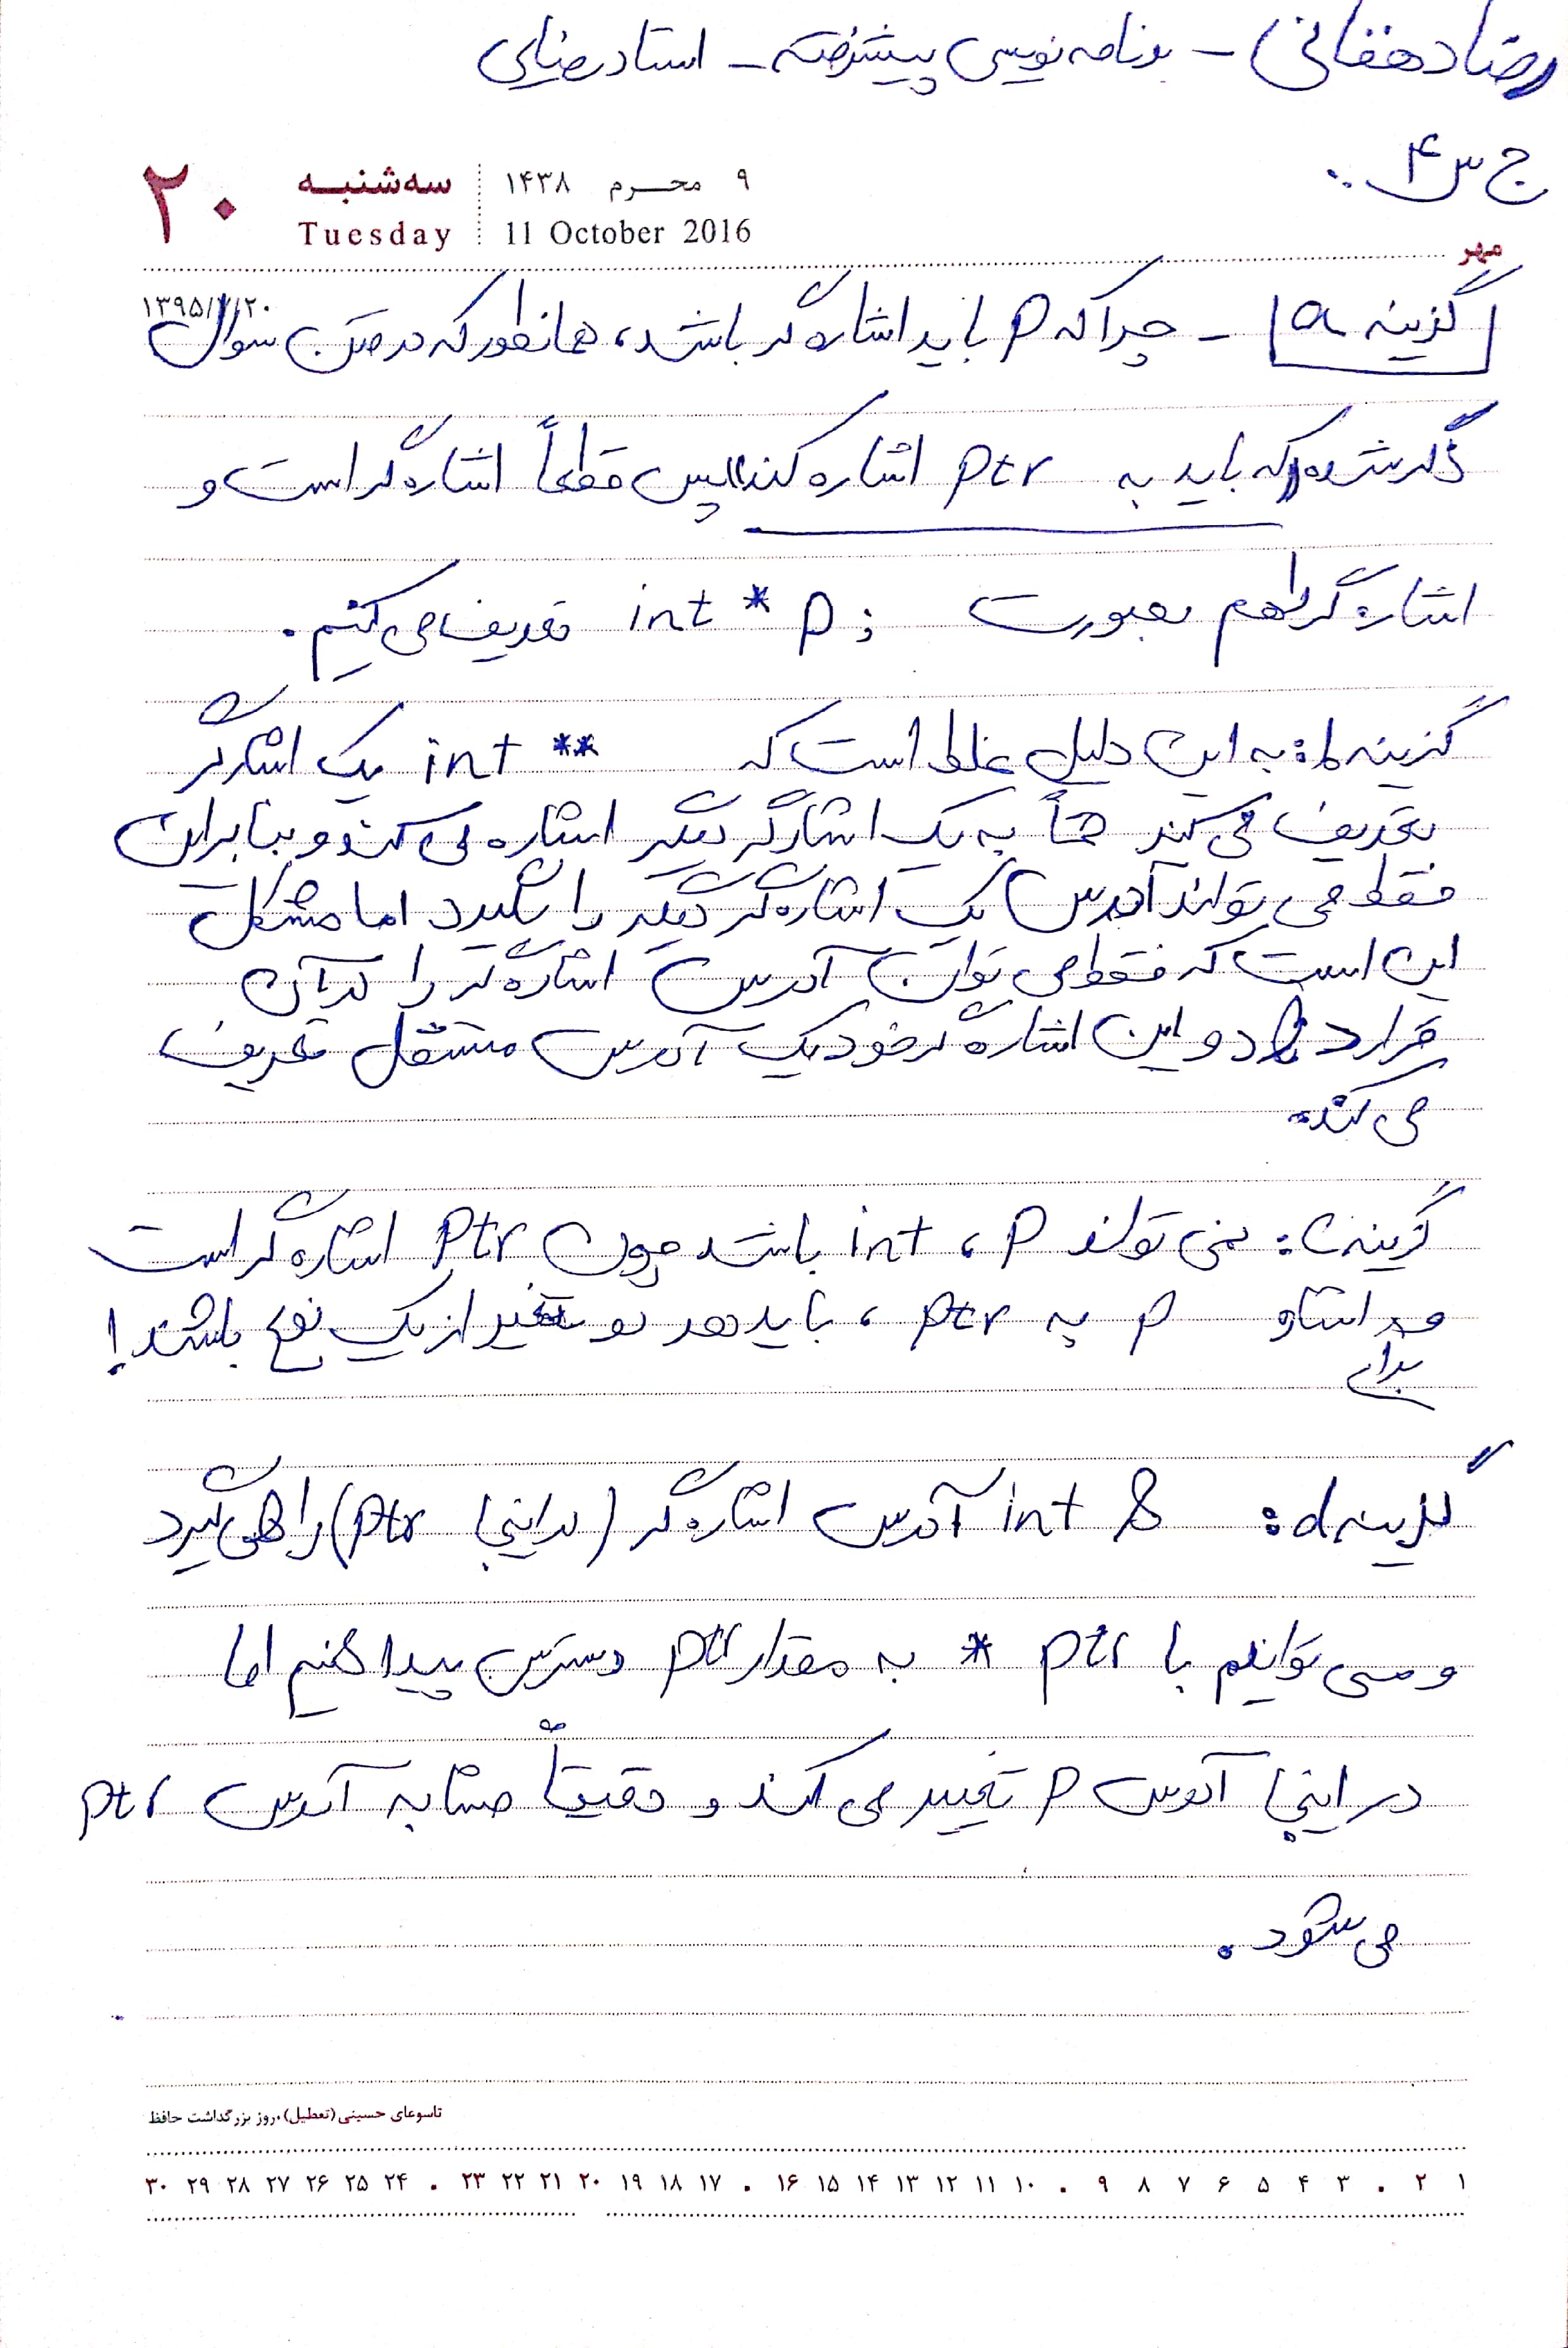 رضا دهقانی - برنامه نویسی پیشرفته - استاد رضایی
ج س ۴..
۲۰
سه‌شنبه
۹ محرم ۱۴۳۸
Tuesday
11 October 2016
مهر
۱۳۹۵/۷/۲۰
گزینه a - چرا که p باید اشاره گر باشد، همانطور که در متن سوال
ذکر شده که باید به ptr اشاره کند پس قطعاً اشاره گر است و
اشاره گر هم بصورت int * p ; تعریف می کنیم.
گزینه b: به این دلیل غلط است که int ** یک اشارگر
تعریف می کند به یک اشارگر دیگر اشاره می کند و بنابراین
فقط می تواند آدرس یک اشاره گر دیگر را بگیرد اما مشکل
این است که فقط می توان آدرس اشاره گر را در آن
قرار داد و این اشاره گر خود یک آدرس مستقل تعریف
می کند.
گزینه c: نمی تواند p ، int باشد چون ptr اشاره گر است
و برای اشاره p به ptr ، باید هر دو متغیر از یک نوع باشند!
گزینه d: int & آدرس اشاره گر (در اینجا ptr) را می گیرد
و می توانیم با * ptr به مقدار ptr دسترسی پیدا کنیم اما
در اینجا آدرس p تغییر می کند و دقیقاً مشابه آدرس ptr
می شود.
تاسوعای حسینی (تعطیل)، روز بزرگداشت حافظ
۱ ۲ . ۳ ۴ ۵ ۶ ۷ ۸ ۹ . ۱۰ ۱۱ ۱۲ ۱۳ ۱۴ ۱۵ ۱۶ . ۱۷ ۱۸ ۱۹ ۲۰ ۲۱ ۲۲ ۲۳ . ۲۴ ۲۵ ۲۶ ۲۷ ۲۸ ۲۹ ۳۰